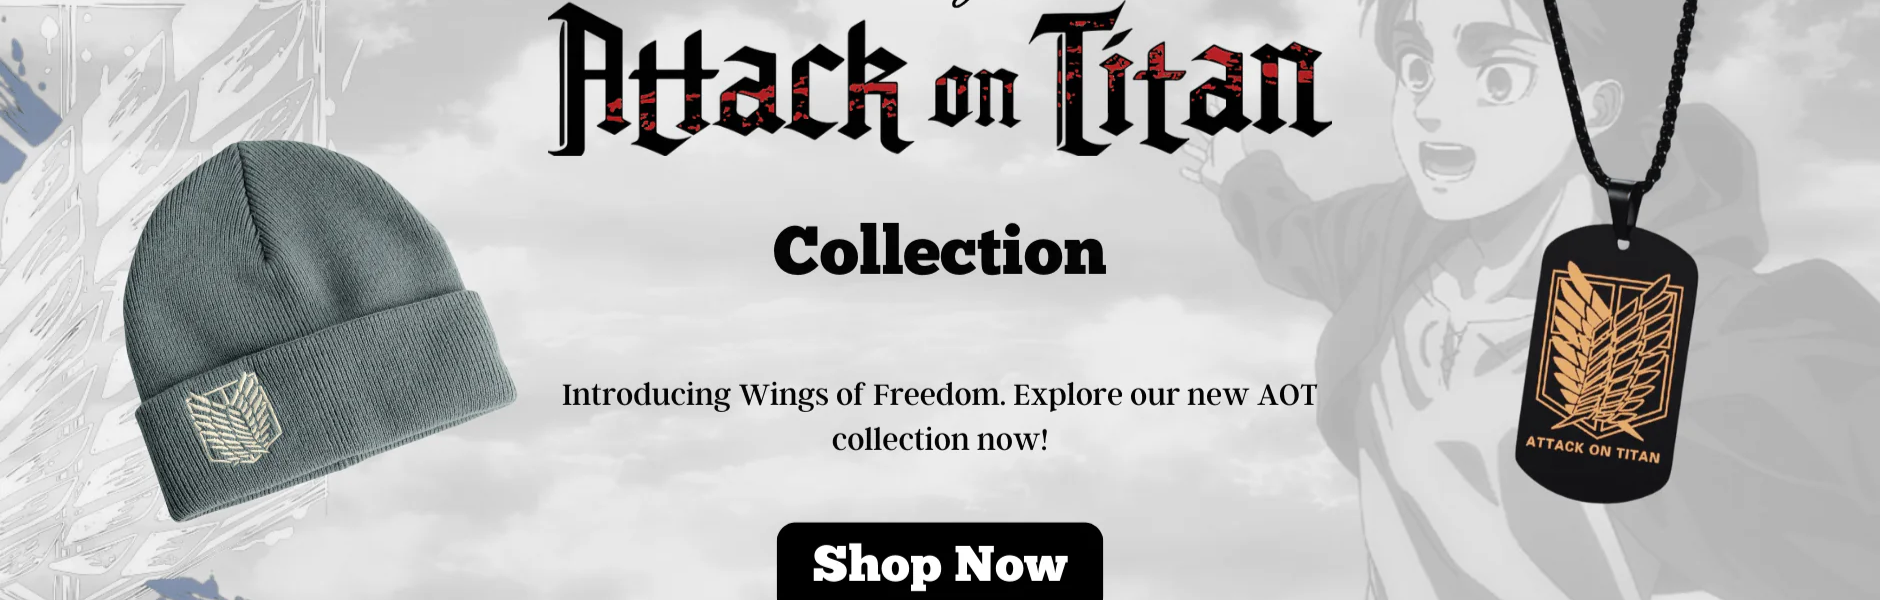 Attack on Titan
Collection
Introducing Wings of Freedom. Explore our new AOT
collection now!
ATTACK ON TITAN
Shop Now